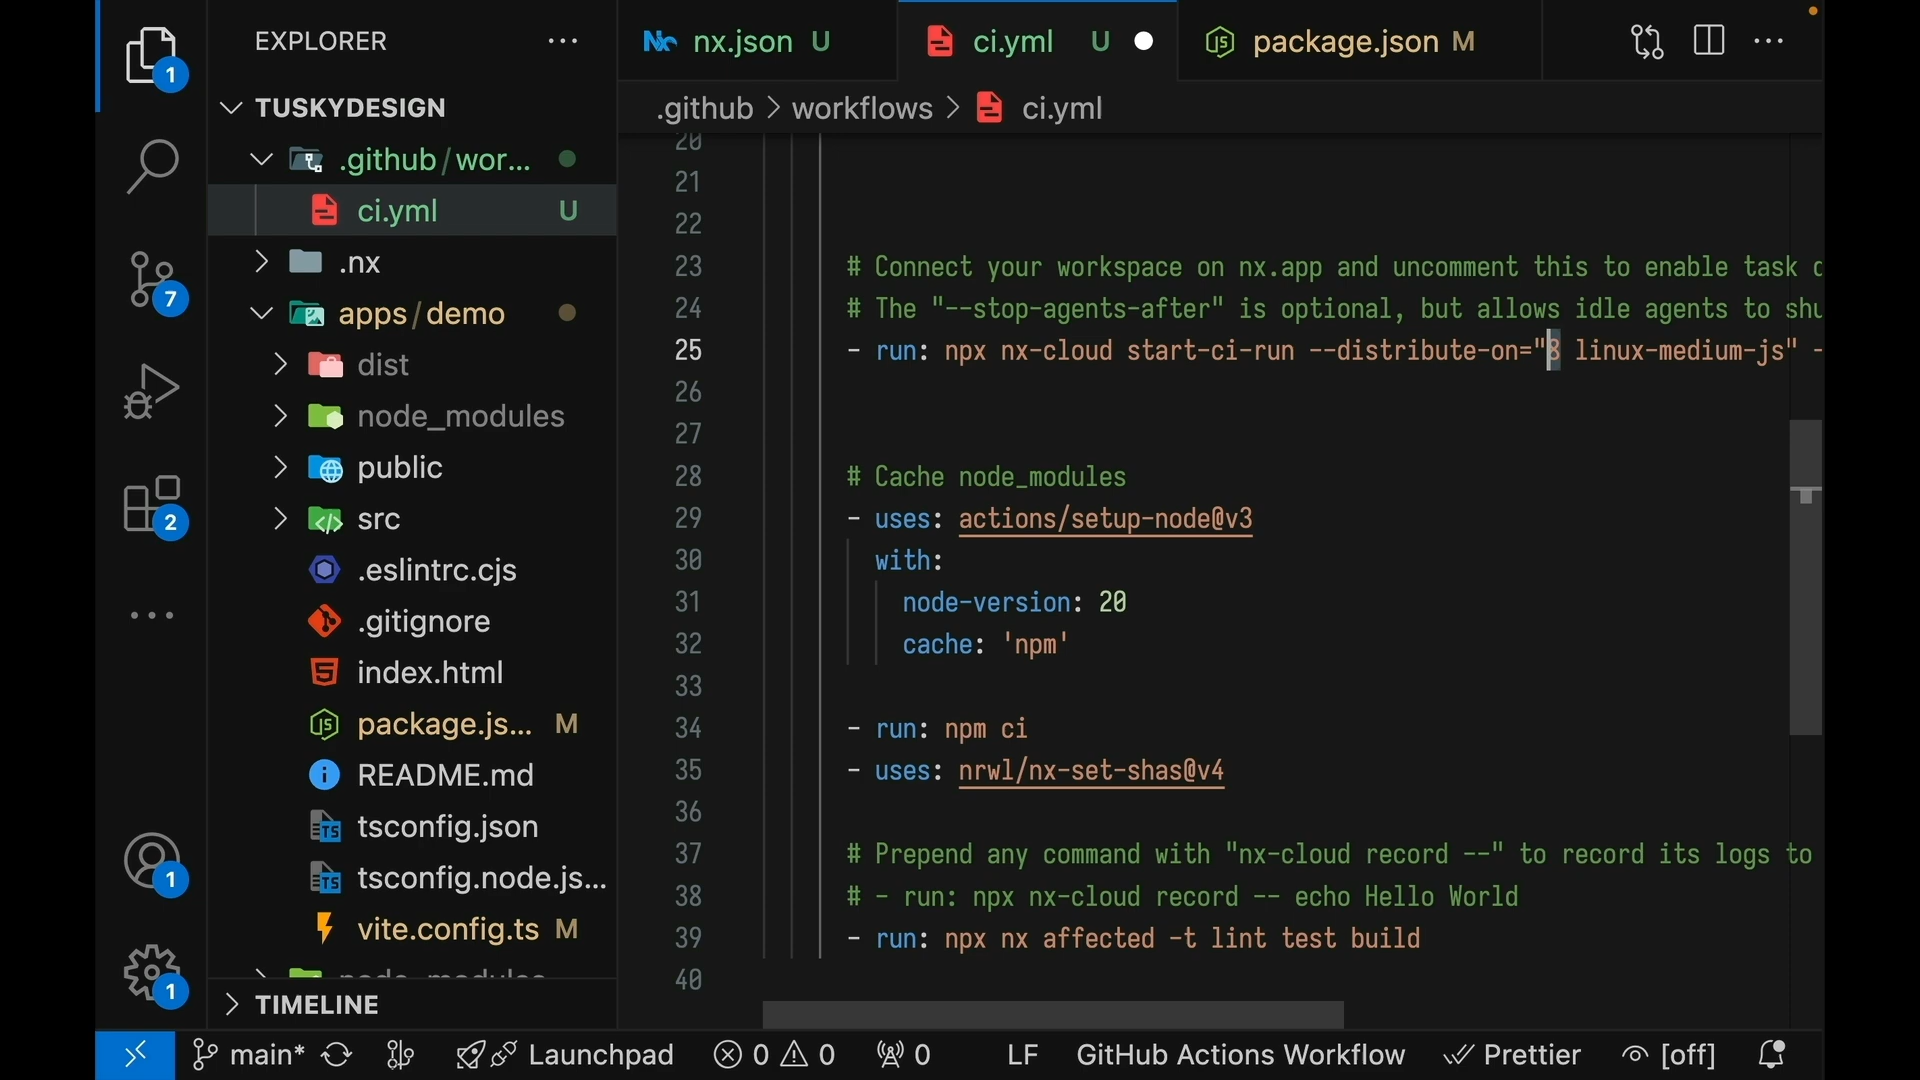 EXPLORER
nx.json U
ci.yml U
package.json M
TUSKYDESIGN
.github/wor...
ci.yml U
.nx
apps/demo
dist
node_modules
public
src
.eslintrc.cjs
.gitignore
index.html
package.js... M
README.md
tsconfig.json
tsconfig.node.js...
vite.config.ts M
node_modules
TIMELINE
.github > workflows > ci.yml
20
21
22
23 # Connect your workspace on nx.app and uncomment this to enable task
24 # The "--stop-agents-after" is optional, but allows idle agents to shu
25 - run: npx nx-cloud start-ci-run --distribute-on="8 linux-medium-js" -
26
27
28 # Cache node_modules
29 - uses: actions/setup-node@v3
30 with:
31 node-version: 20
32 cache: 'npm'
33
34 - run: npm ci
35 - uses: nrwl/nx-set-shas@v4
36
37 # Prepend any command with "nx-cloud record --" to record its logs to
38 # - run: npx nx-cloud record -- echo Hello World
39 - run: npx nx affected -t lint test build
40
1
7
2
1
1
main* Launchpad 0 0 0 LF GitHub Actions Workflow Prettier [off]